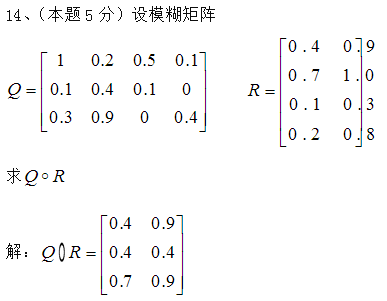 14、（本题5分）设模糊矩阵
Q = [ 1 0.2 0.5 0.1 ; 0.1 0.4 0.1 0 ; 0.3 0.9 0 0.4 ] R = [ 0.4 0.9 ; 0.7 1.0 ; 0.1 0.3 ; 0.2 0.8 ]
求 Q∘R
解：Q() R = [ 0.4 0.9 ; 0.4 0.4 ; 0.7 0.9 ]